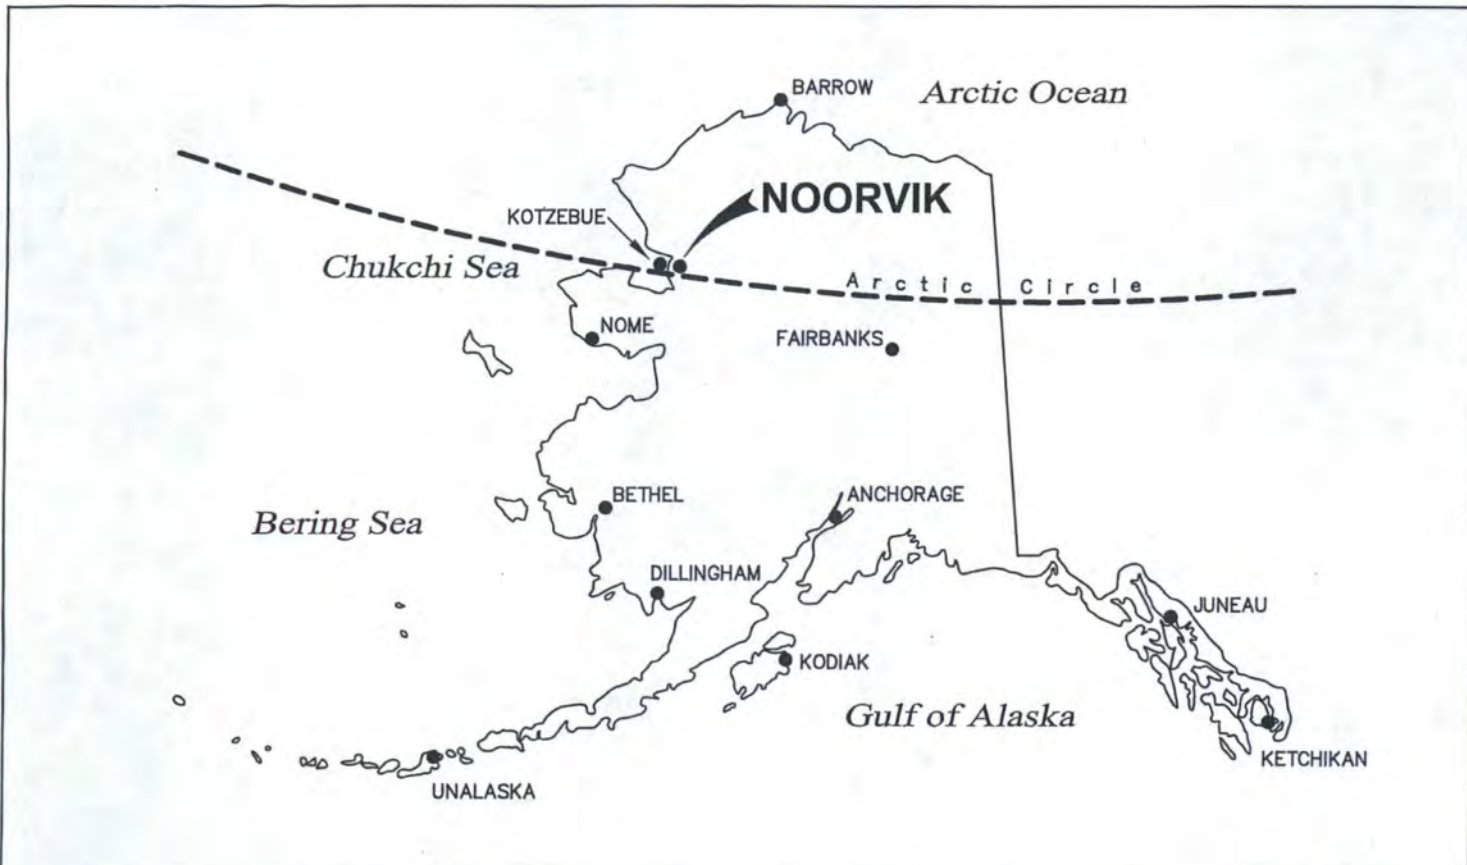 BARROW
Arctic Ocean
NOORVIK
KOTZEBUE
Chukchi Sea
Arctic Circle
NOME
FAIRBANKS
BETHEL
ANCHORAGE
Bering Sea
DILLINGHAM
JUNEAU
KODIAK
Gulf of Alaska
KETCHIKAN
UNALASKA